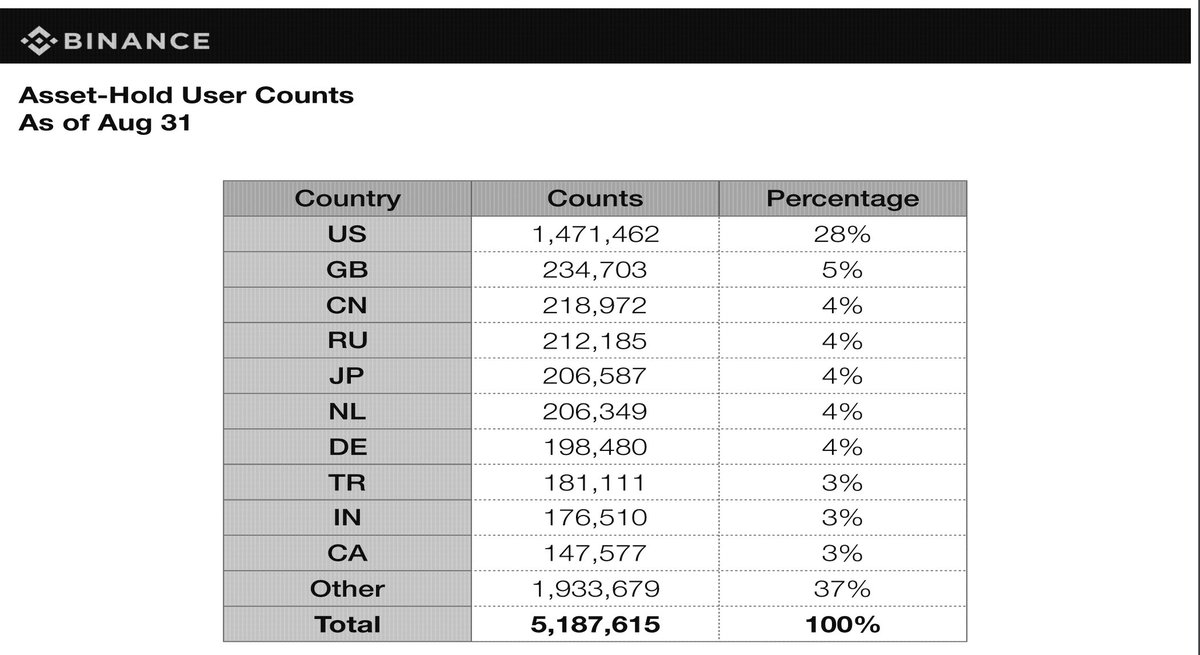 BINANCE
Asset-Hold User Counts
As of Aug 31
Country Counts Percentage
US 1,471,462 28%
GB 234,703 5%
CN 218,972 4%
RU 212,185 4%
JP 206,587 4%
NL 206,349 4%
DE 198,480 4%
TR 181,111 3%
IN 176,510 3%
CA 147,577 3%
Other 1,933,679 37%
Total 5,187,615 100%